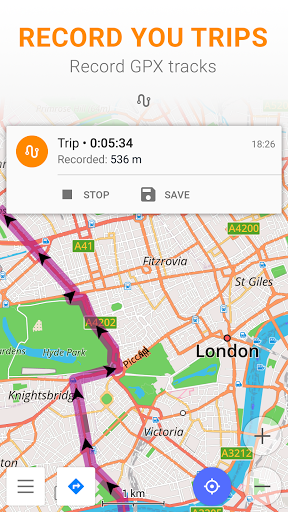 RECORD YOU TRIPS
Record GPX tracks
Trip • 0:05:34
18:26
Recorded: 536 m
STOP
SAVE
A4200
A41
Fitzrovia
St Giles
A4202
Piccad
London
Hyde Park
Knightsbridge
Victoria
A3212
A3205
1 km